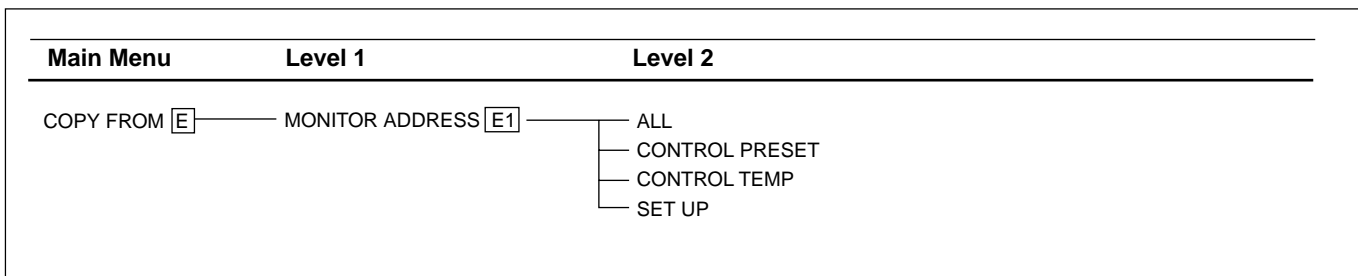 Main Menu Level 1 Level 2
COPY FROM E MONITOR ADDRESS E1 ALL
CONTROL PRESET
CONTROL TEMP
SET UP